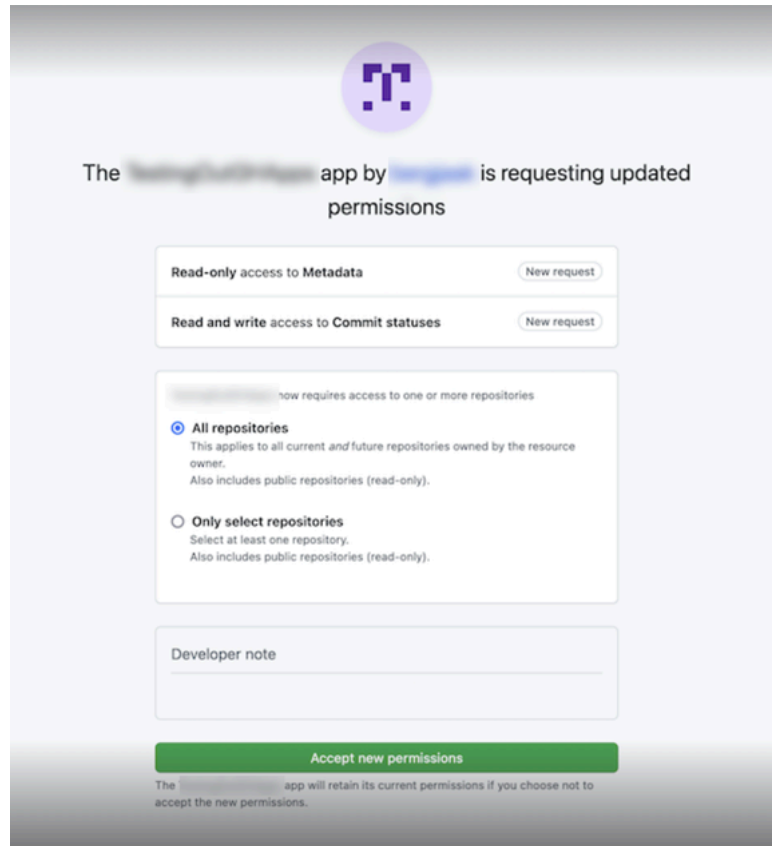 The app by is requesting updated
permissions
Read-only access to Metadata New request
Read and write access to Commit statuses New request
now requires access to one or more repositories
All repositories
This applies to all current and future repositories owned by the resource
owner.
Also includes public repositories (read-only).
Only select repositories
Select at least one repository.
Also includes public repositories (read-only).
Developer note
Accept new permissions
The app will retain its current permissions if you choose not to
accept the new permissions.